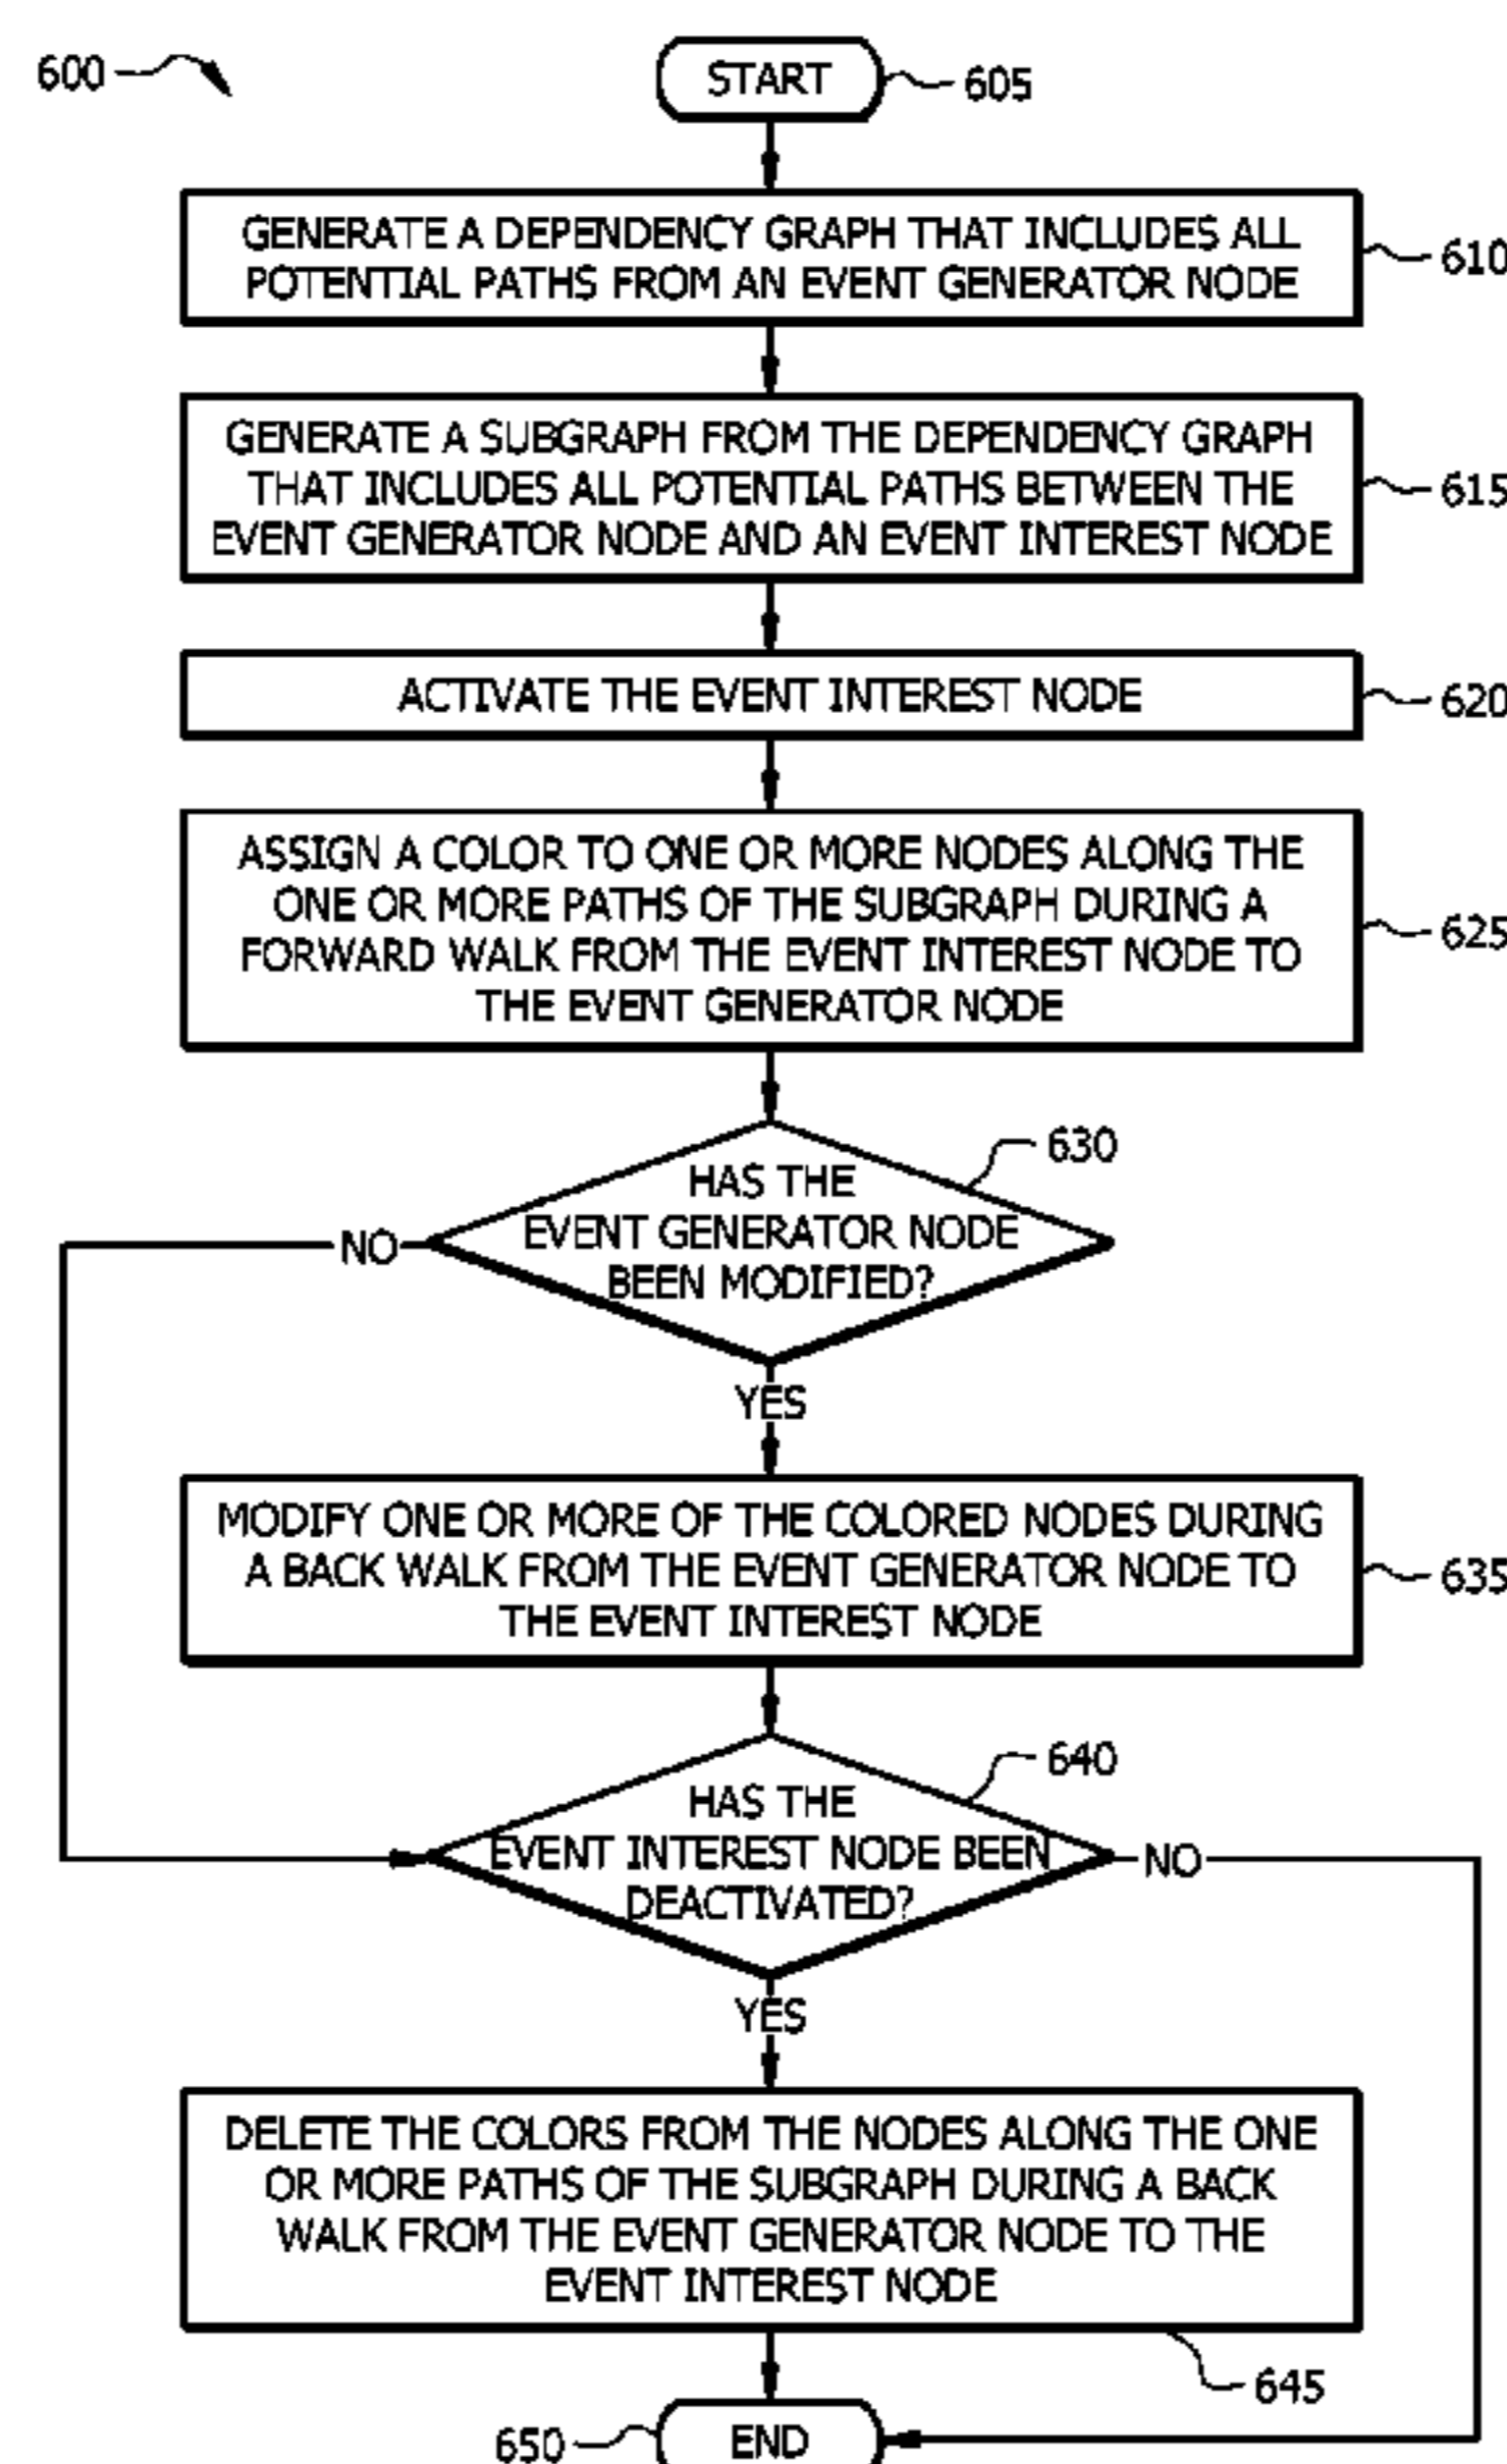 600
START
605
GENERATE A DEPENDENCY GRAPH THAT INCLUDES ALL
POTENTIAL PATHS FROM AN EVENT GENERATOR NODE
610
GENERATE A SUBGRAPH FROM THE DEPENDENCY GRAPH
THAT INCLUDES ALL POTENTIAL PATHS BETWEEN THE
EVENT GENERATOR NODE AND AN EVENT INTEREST NODE
615
ACTIVATE THE EVENT INTEREST NODE
620
ASSIGN A COLOR TO ONE OR MORE NODES ALONG THE
ONE OR MORE PATHS OF THE SUBGRAPH DURING A
FORWARD WALK FROM THE EVENT INTEREST NODE TO
THE EVENT GENERATOR NODE
625
630
HAS THE
EVENT GENERATOR NODE
BEEN MODIFIED?
NO
YES
MODIFY ONE OR MORE OF THE COLORED NODES DURING
A BACK WALK FROM THE EVENT GENERATOR NODE TO
THE EVENT INTEREST NODE
635
640
HAS THE
EVENT INTEREST NODE BEEN
DEACTIVATED?
NO
YES
DELETE THE COLORS FROM THE NODES ALONG THE ONE
OR MORE PATHS OF THE SUBGRAPH DURING A BACK
WALK FROM THE EVENT GENERATOR NODE TO THE
EVENT INTEREST NODE
645
650
END